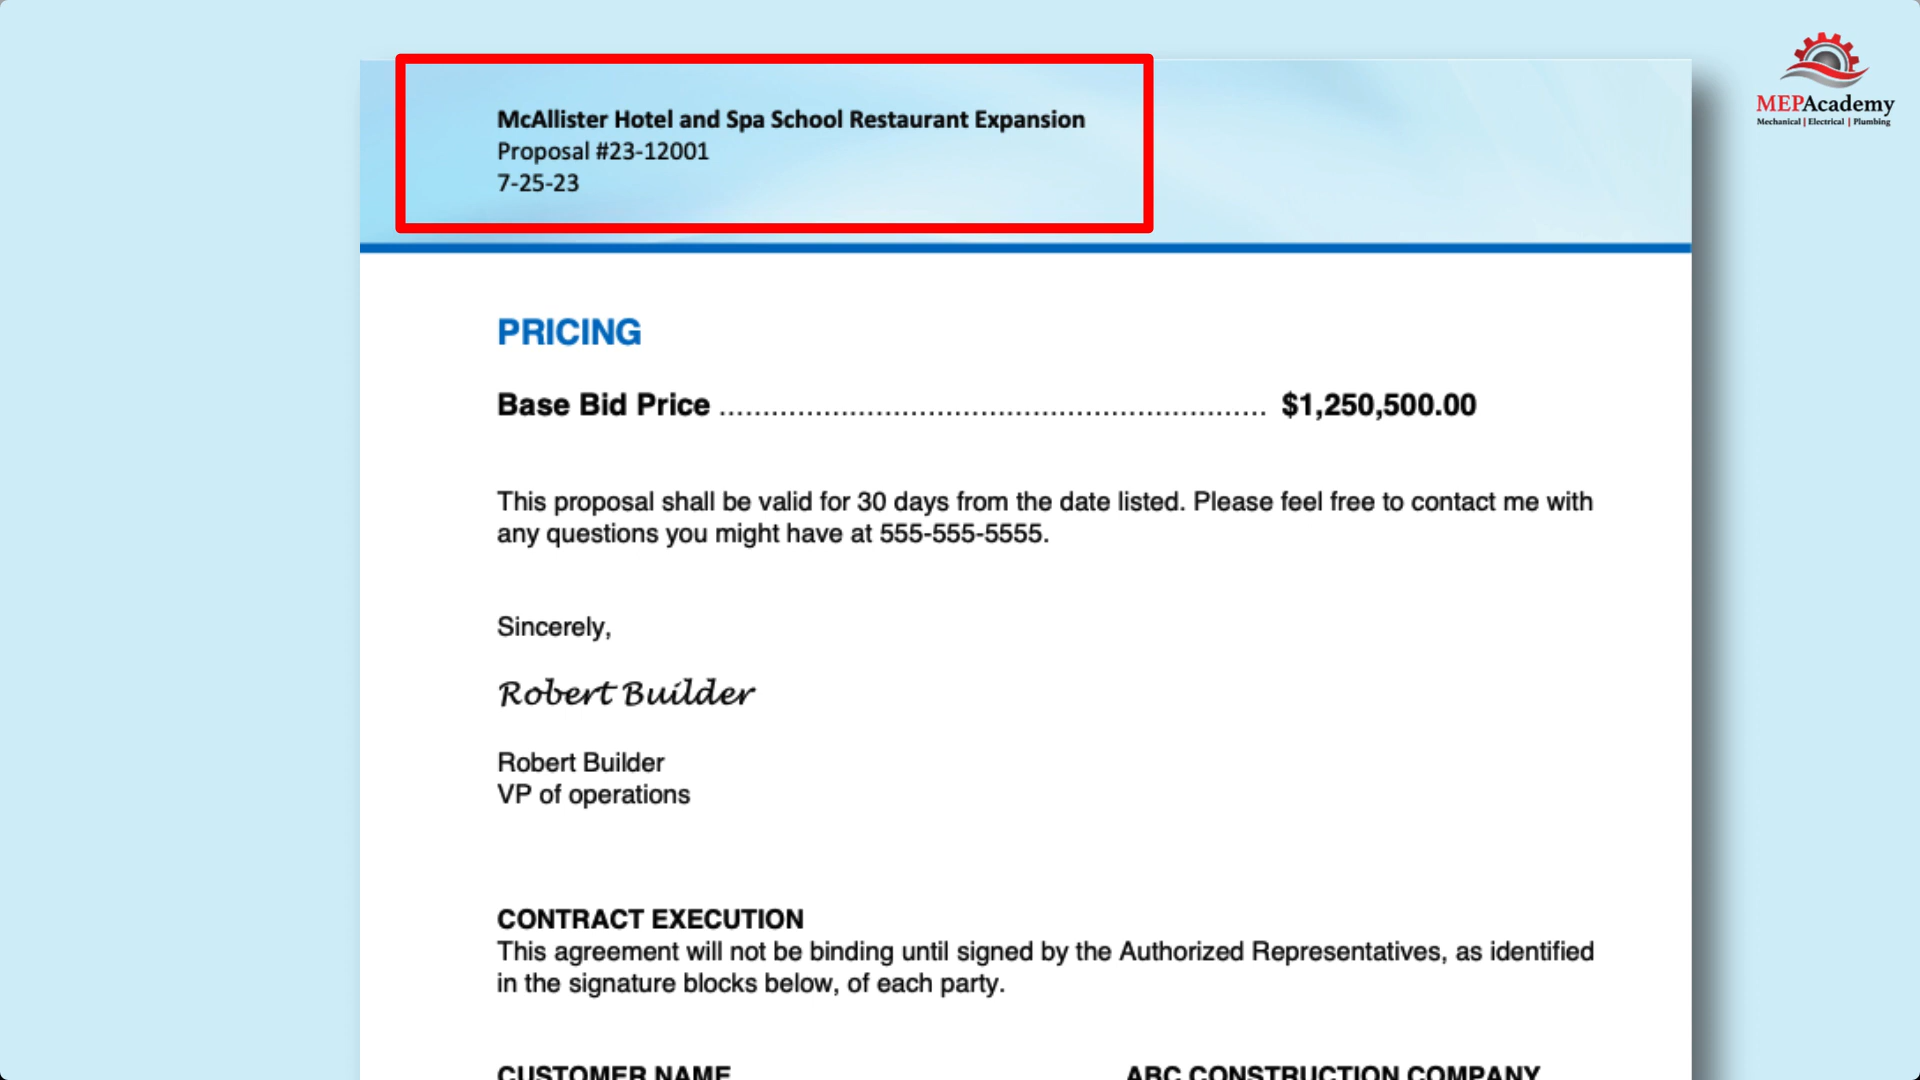 MEPAcademy
Mechanical | Electrical | Plumbing
McAllister Hotel and Spa School Restaurant Expansion
Proposal #23-12001
7-25-23
PRICING
Base Bid Price ............................................................... $1,250,500.00
This proposal shall be valid for 30 days from the date listed. Please feel free to contact me with
any questions you might have at 555-555-5555.
Sincerely,
Robert Builder
Robert Builder
VP of operations
CONTRACT EXECUTION
This agreement will not be binding until signed by the Authorized Representatives, as identified
in the signature blocks below, of each party.
CUSTOMER NAME
ABC CONSTRUCTION COMPANY